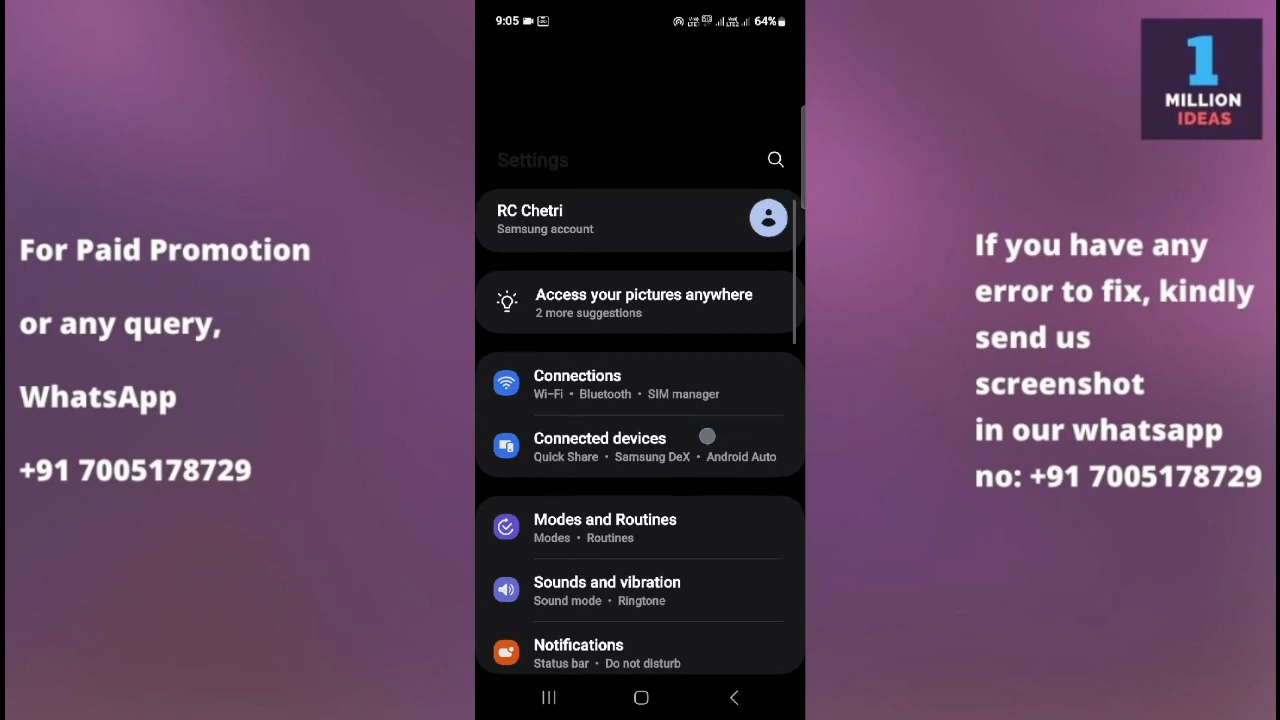 For Paid Promotion
or any query,
WhatsApp
+91 7005178729
9:05
64%
Settings
RC Chetri
Samsung account
Access your pictures anywhere
2 more suggestions
Connections
Wi-Fi • Bluetooth • SIM manager
Connected devices
Quick Share • Samsung DeX • Android Auto
Modes and Routines
Modes • Routines
Sounds and vibration
Sound mode • Ringtone
Notifications
Status bar • Do not disturb
1
MILLION
IDEAS
If you have any
error to fix, kindly
send us
screenshot
in our whatsapp
no: +91 7005178729